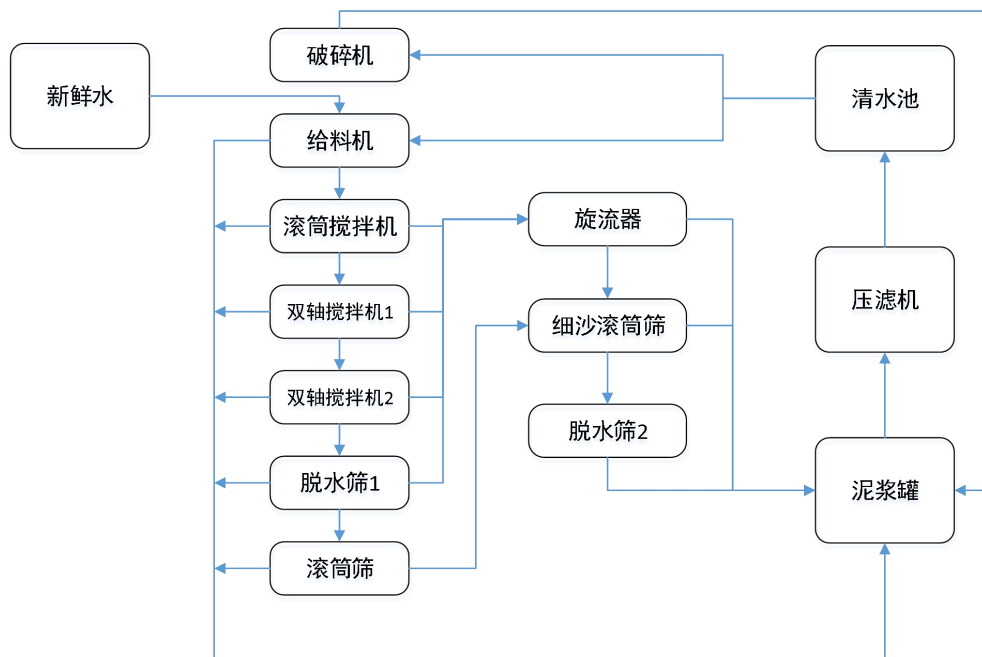 破碎机
新鲜水
清水池
给料机
滚筒搅拌机
旋流器
双轴搅拌机1
细沙滚筒筛
压滤机
双轴搅拌机2
脱水筛2
脱水筛1
泥浆罐
滚筒筛